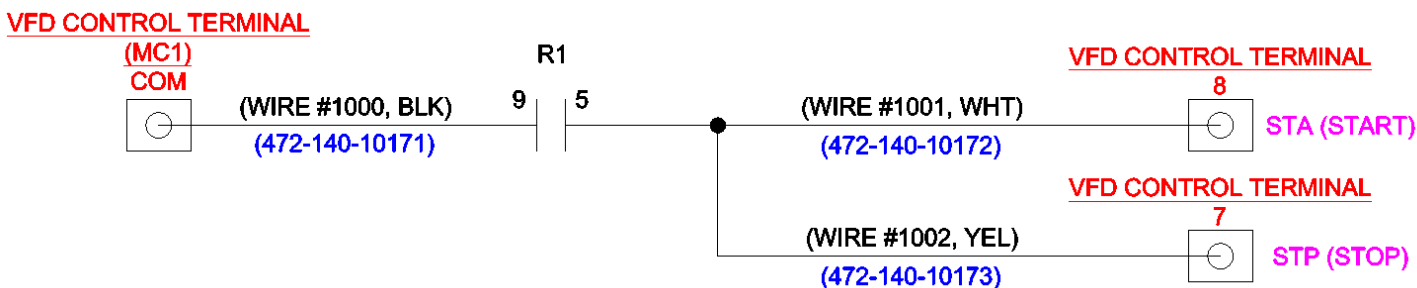 VFD CONTROL TERMINAL
(MC1)
COM
(WIRE #1000, BLK)
(472-140-10171)
R1
9
5
(WIRE #1001, WHT)
(472-140-10172)
VFD CONTROL TERMINAL
8
STA (START)
(WIRE #1002, YEL)
(472-140-10173)
VFD CONTROL TERMINAL
7
STP (STOP)